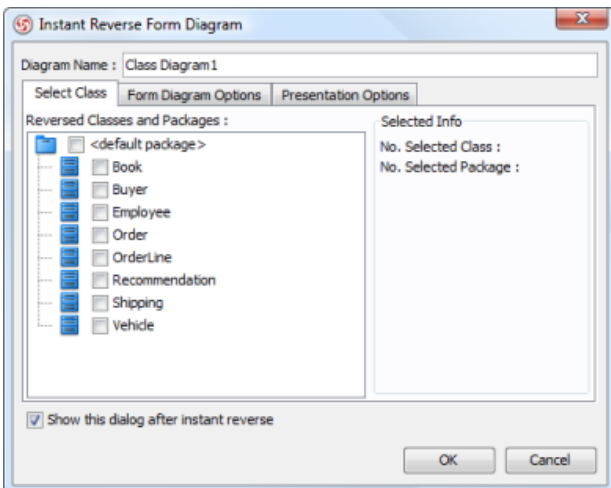 Instant Reverse Form Diagram
Diagram Name : Class Diagram1
Select Class Form Diagram Options Presentation Options
Reversed Classes and Packages :
<default package>
Book
Buyer
Employee
Order
OrderLine
Recommendation
Shipping
Vehicle
Selected Info
No. Selected Class :
No. Selected Package :
Show this dialog after instant reverse
OK Cancel